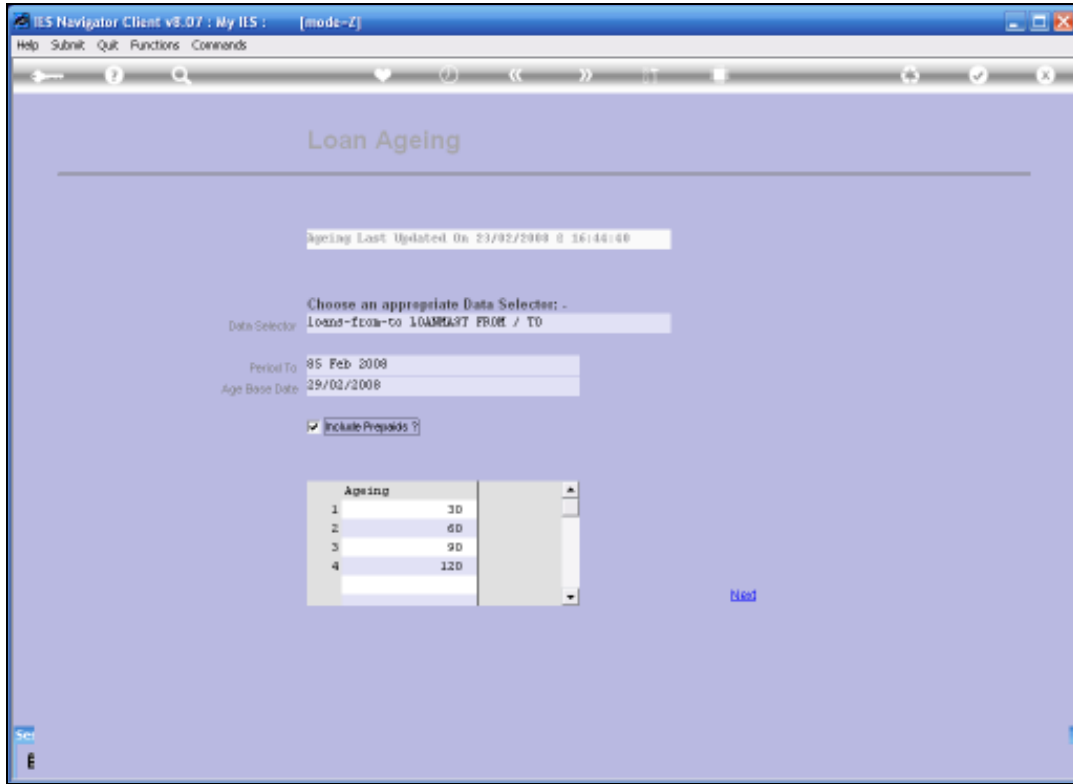 IES Navigator Client v8.07 : My IES : [mode-Z]
Help Submit Quit Functions Commands
Loan Ageing
Ageing Last Updated On 23/02/2008 @ 16:44:40
Choose an appropriate Data Selector: -
Data Selector loans-from-to LOANMAST FROM / TO
Period To 85 Feb 2008
Age Base Date 29/02/2008
Include Prepaids ?
Ageing
1 30
2 60
3 90
4 120
Next